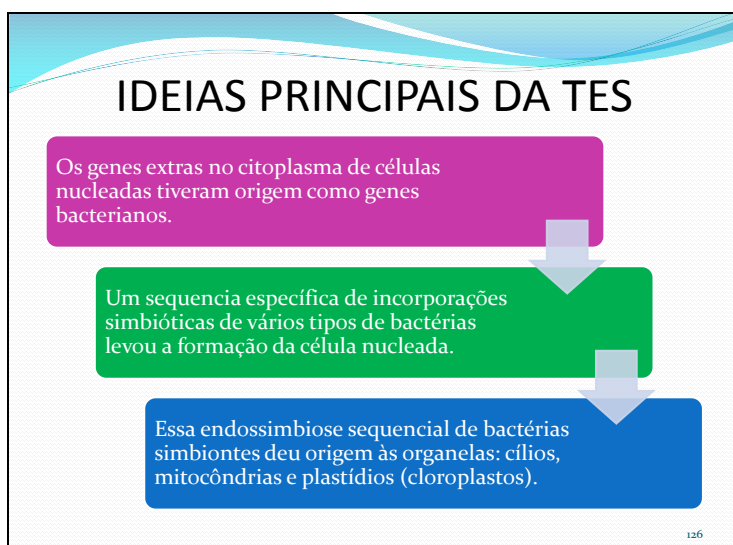 IDEIAS PRINCIPAIS DA TES
Os genes extras no citoplasma de células
nucleadas tiveram origem como genes
bacterianos.
Um sequencia específica de incorporações
simbióticas de vários tipos de bactérias
levou a formação da célula nucleada.
Essa endossimbiose sequencial de bactérias
simbiontes deu origem às organelas: cílios,
mitocôndrias e plastídios (cloroplastos).
126